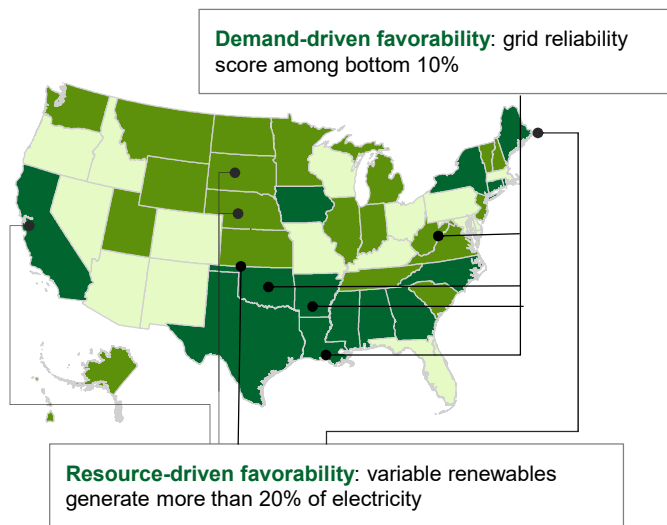 Demand-driven favorability: grid reliability
score among bottom 10%
Resource-driven favorability: variable renewables
generate more than 20% of electricity